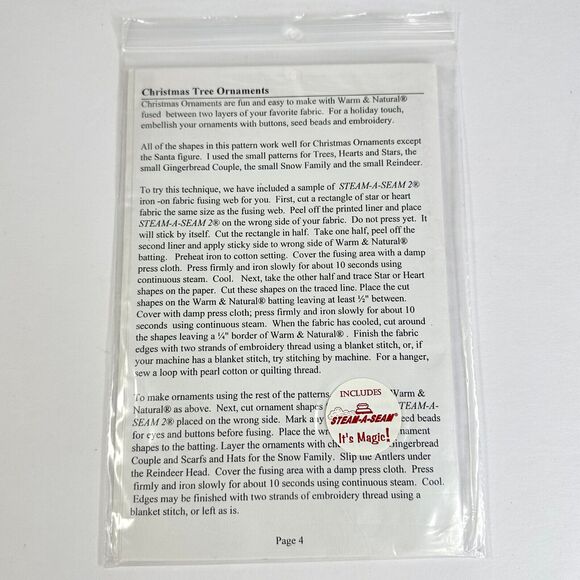 Christmas Tree Ornaments
Christmas Ornaments are fun and easy to make with Warm & Natural®
fused between two layers of your favorite fabric. For a holiday touch,
embellish your ornaments with buttons, seed beads and embroidery.
All of the shapes in this pattern work well for Christmas Ornaments except
the Santa figure. I used the small patterns for Trees, Hearts and Stars, the
small Gingerbread Couple, the small Snow Family and the small Reindeer.
To try this technique, we have included a sample of STEAM-A-SEAM 2®
iron -on fabric fusing web for you. First, cut a rectangle of star or heart
fabric the same size as the fusing web. Peel off the printed liner and place
STEAM-A-SEAM 2® on the wrong side of your fabric. Do not press yet. It
will stick by itself. Cut the rectangle in half. Take one half, peel off the
second liner and apply sticky side to wrong side of Warm & Natural®
batting. Preheat iron to cotton setting. Cover the fusing area with a damp
press cloth. Press firmly and iron slowly for about 10 seconds using
continuous steam. Cool. Next, take the other half and trace Star or Heart
shapes on the paper. Cut these shapes on the traced line. Place the cut
shapes on the Warm & Natural® batting leaving at least ½" between.
Cover with damp press cloth; press firmly and iron slowly for about 10
seconds using continuous steam. When the fabric has cooled, cut around
the shapes leaving a ¼" border of Warm & Natural® . Finish the fabric
edges with two strands of embroidery thread using a blanket stitch, or, if
your machine has a blanket stitch, try stitching by machine. For a hanger,
sew a loop with pearl cotton or quilting thread.
To make ornaments using the rest of the patterns, Warm &
Natural® as above. Next, cut ornament shapes STEAM-A-
SEAM 2® placed on the wrong side. Mark any seed beads
for eyes and buttons before fusing. Place the ornament
shapes to the batting. Layer the ornaments with Gingerbread
Couple and Scarfs and Hats for the Snow Family. Slip the Antlers under
the Reindeer Head. Cover the fusing area with a damp press cloth. Press
firmly and iron slowly for about 10 seconds using continuous steam. Cool.
Edges may be finished with two strands of embroidery thread using a
blanket stitch, or left as is.
INCLUDES
STEAM-A-SEAM®
It's Magic!
Page 4